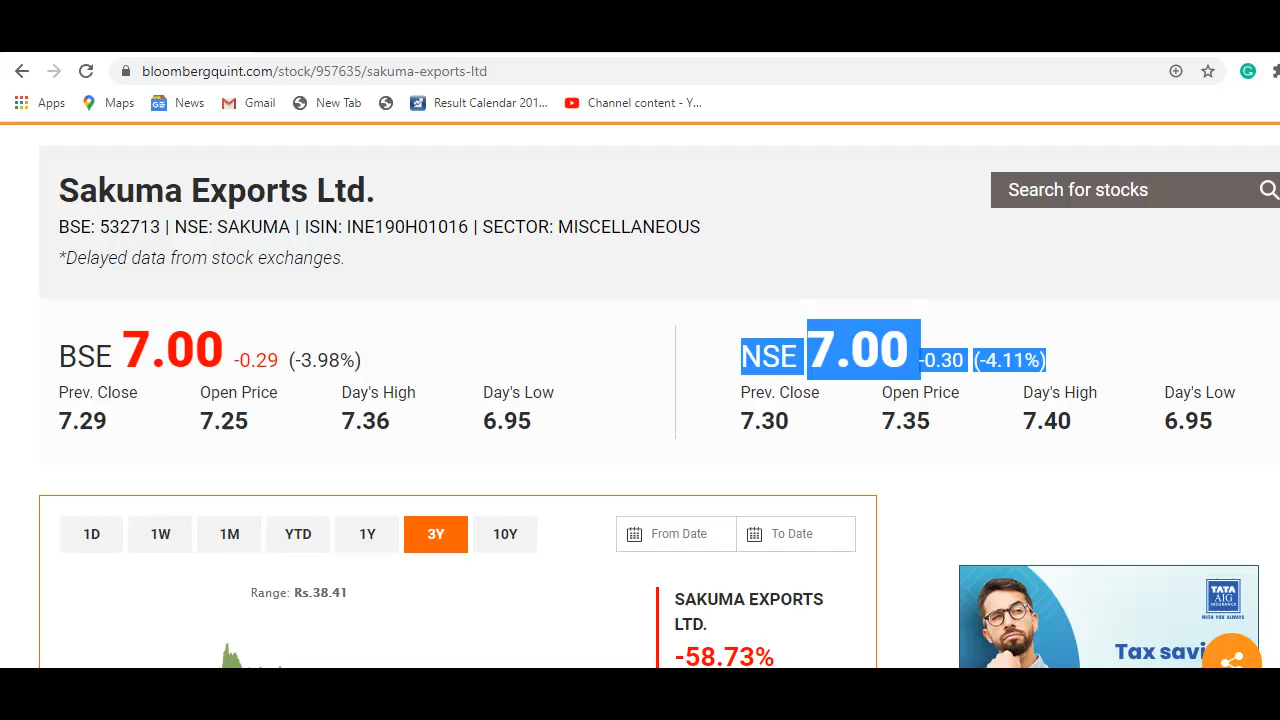 bloombergquint.com/stock/957635/sakuma-exports-ltd
Apps Maps News Gmail New Tab Result Calendar 201... Channel content - Y...
Sakuma Exports Ltd.
Search for stocks
BSE: 532713 | NSE: SAKUMA | ISIN: INE190H01016 | SECTOR: MISCELLANEOUS
*Delayed data from stock exchanges.
BSE 7.00 -0.29 (-3.98%)
Prev. Close Open Price Day's High Day's Low
7.29 7.25 7.36 6.95
NSE 7.00 -0.30 (-4.11%)
Prev. Close Open Price Day's High Day's Low
7.30 7.35 7.40 6.95
1D 1W 1M YTD 1Y 3Y 10Y From Date To Date
Range: Rs.38.41
SAKUMA EXPORTS
LTD.
-58.73%
TATA
AIG
INSURANCE
WITH YOU ALWAYS
Tax savi